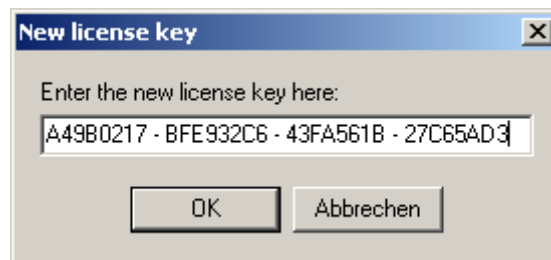 New license key
Enter the new license key here:
A49B0217 - BFE932C6 - 43FA561B - 27C65AD3
OK
Abbrechen